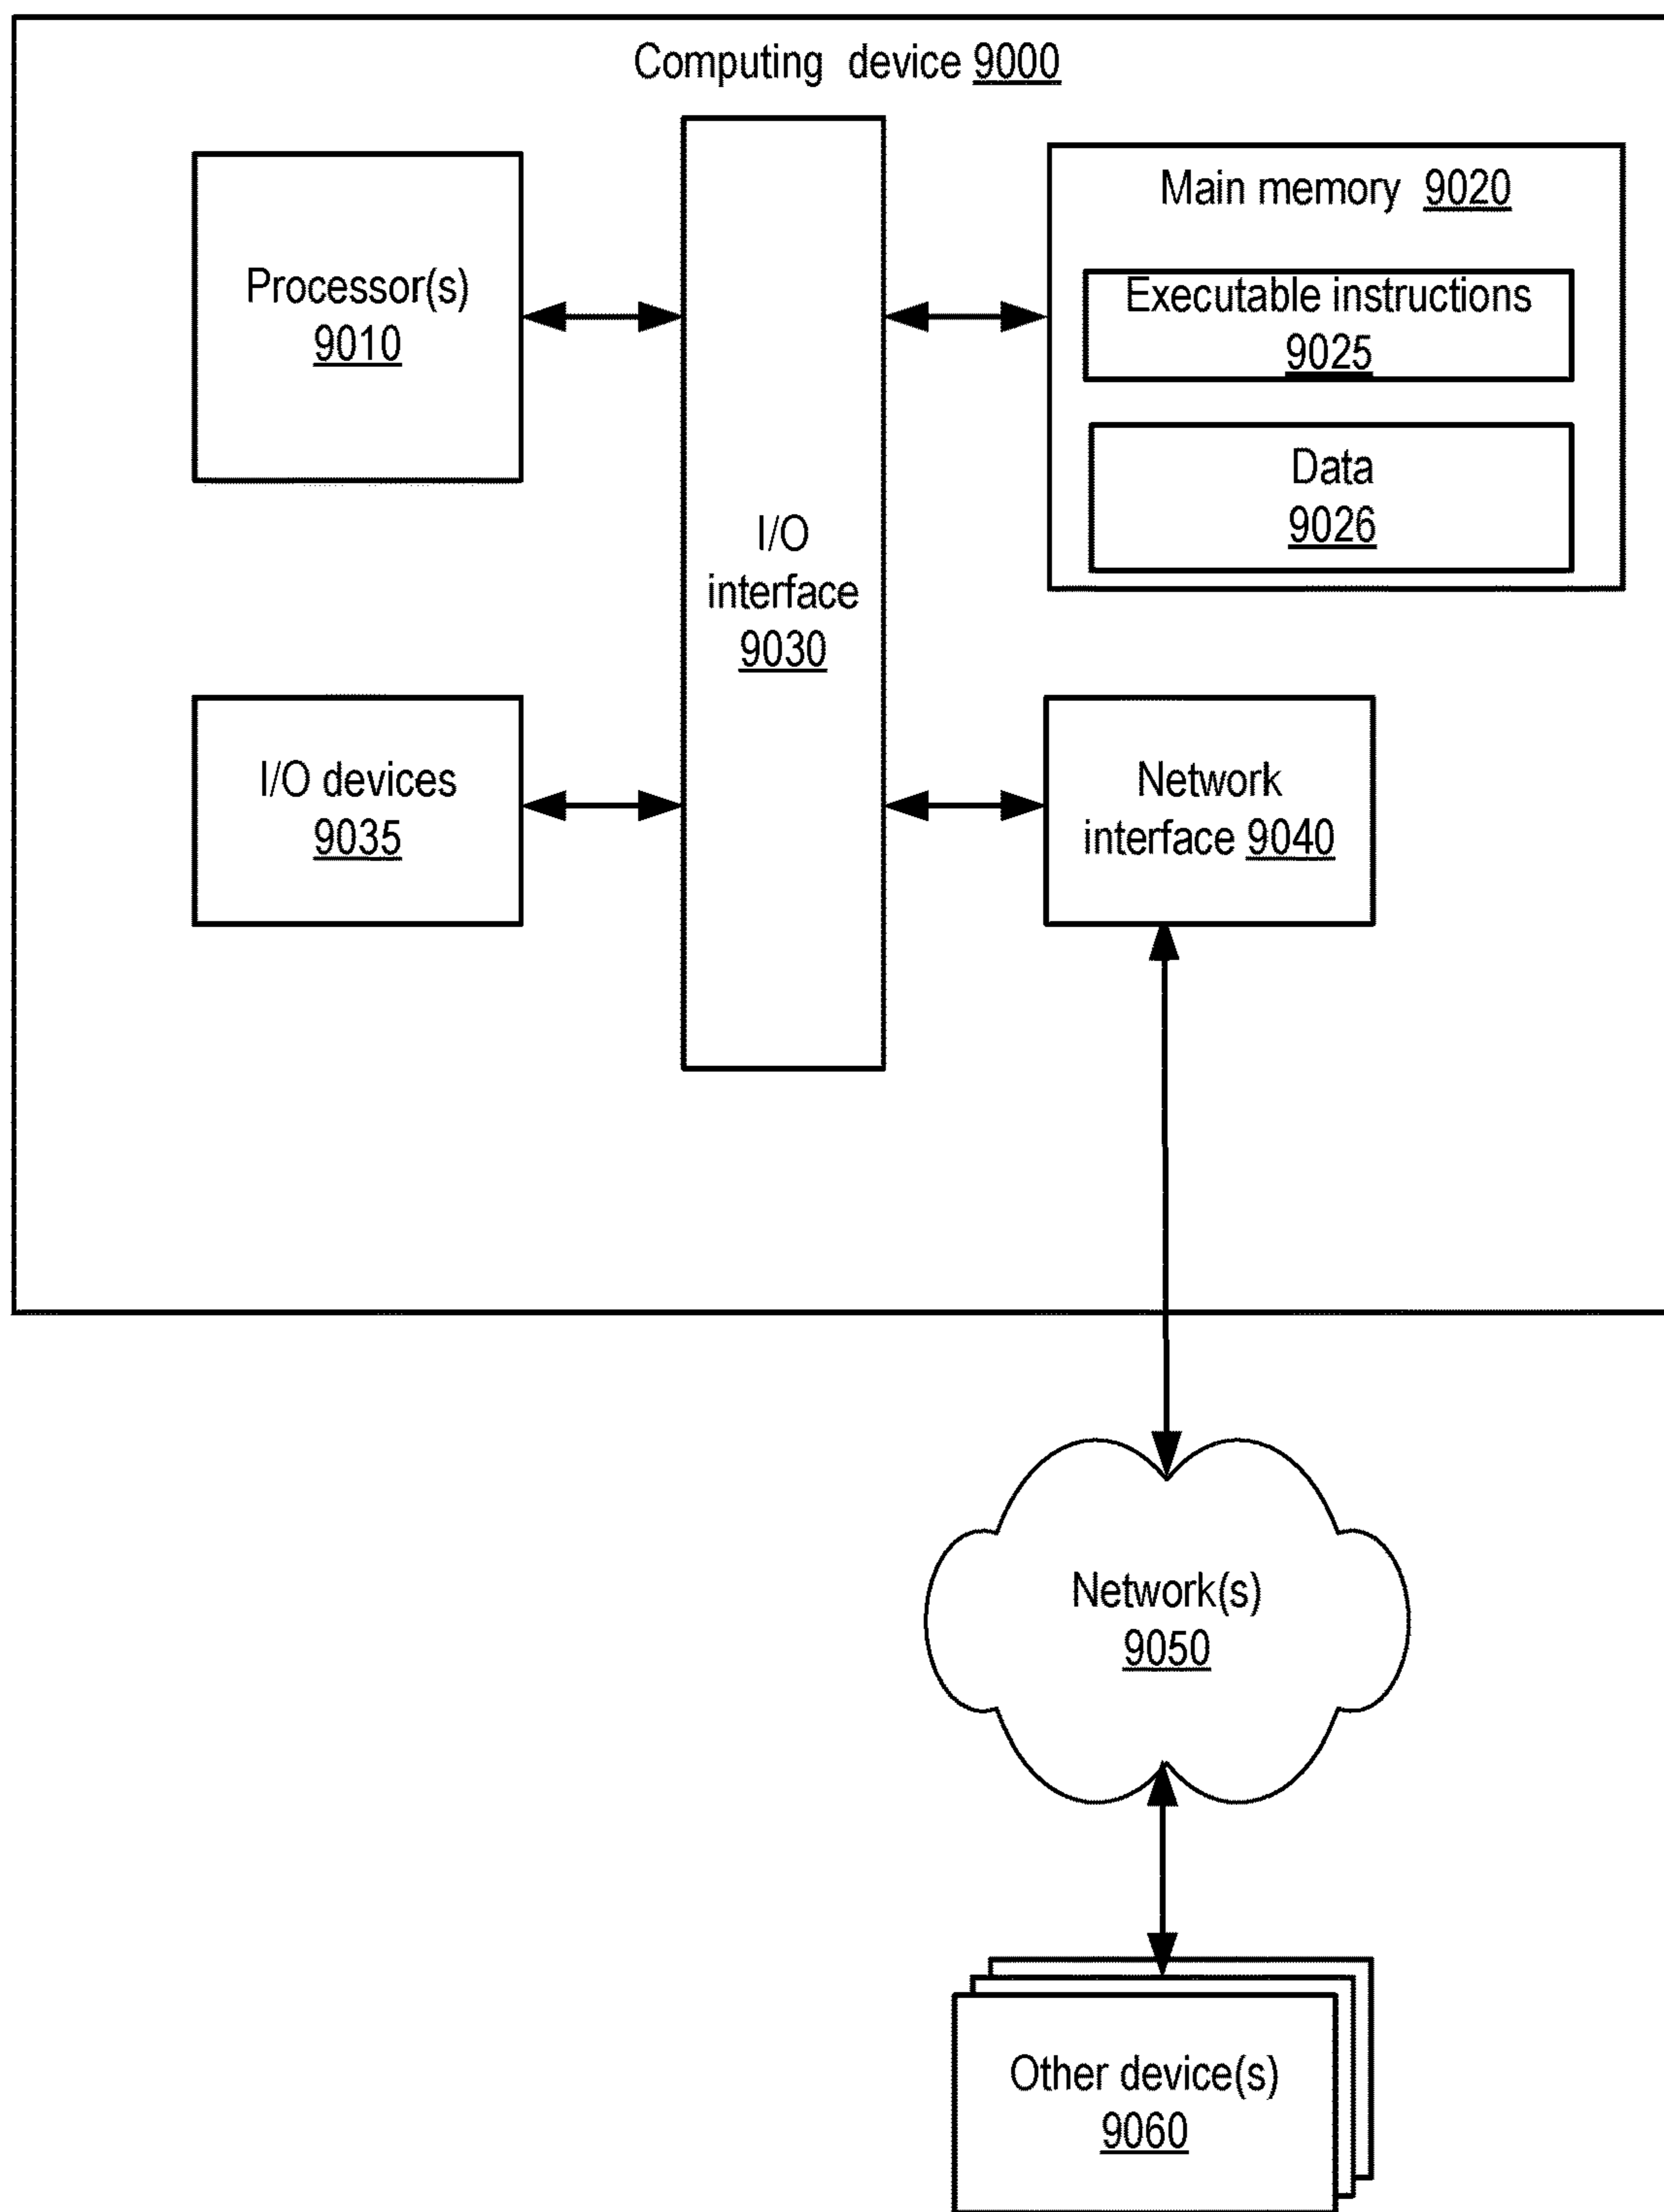 Computing device 9000
Processor(s)
9010
I/O
interface
9030
Main memory 9020
Executable instructions
9025
Data
9026
I/O devices
9035
Network
interface 9040
Network(s)
9050
Other device(s)
9060